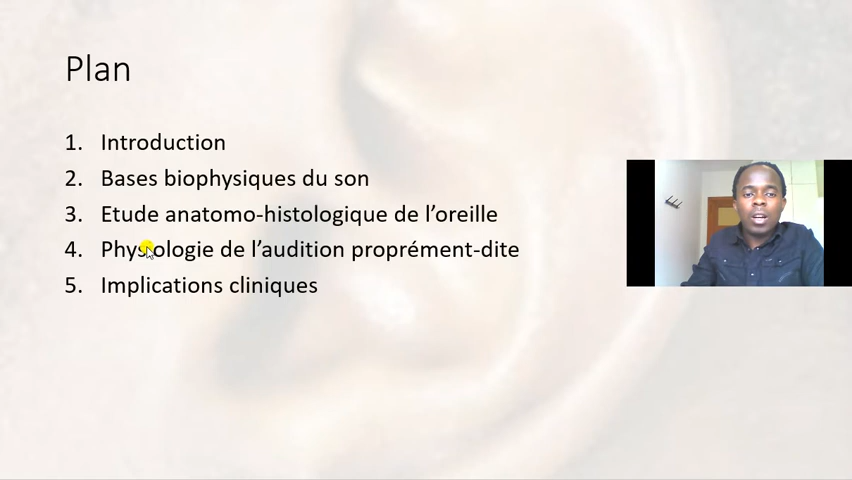 Plan
1. Introduction
2. Bases biophysiques du son
3. Etude anatomo-histologique de l’oreille
4. Physiologie de l’audition proprément-dite
5. Implications cliniques